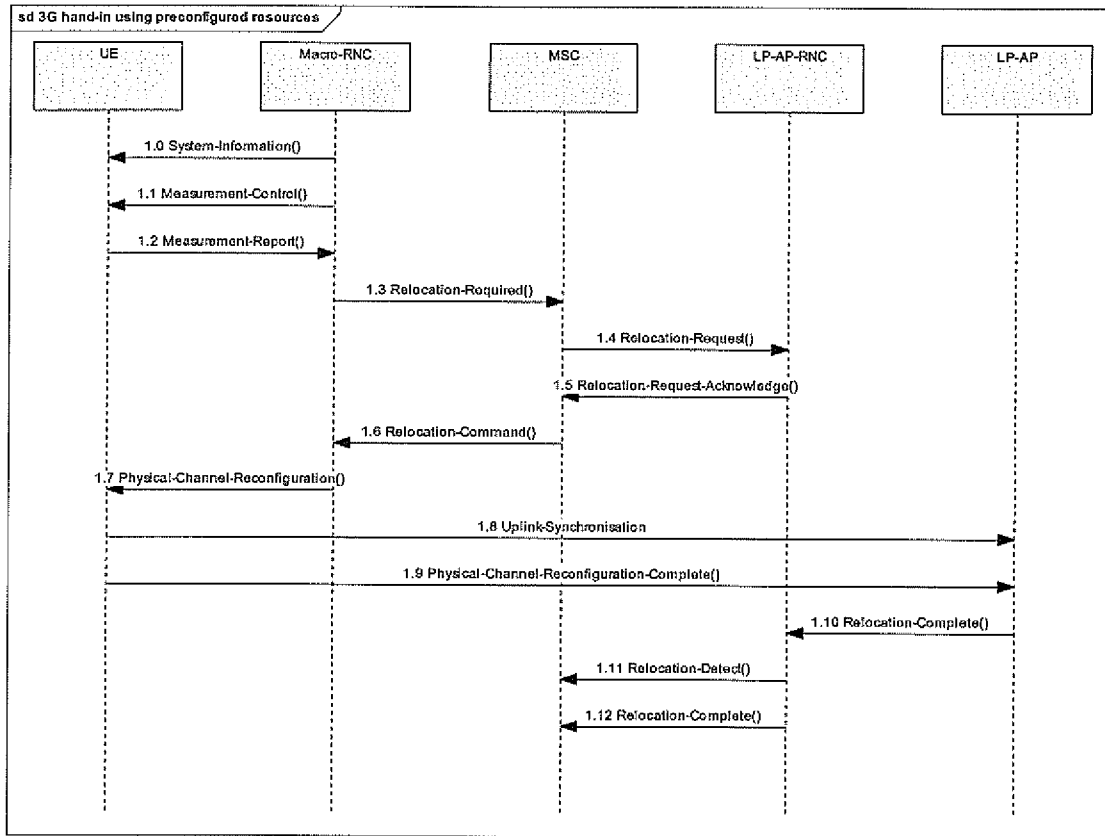 sd 3G hand-in using preconfigured resources
UE
Macro-RNC
MSC
LP-AP-RNC
LP-AP
1.0 System-Information()
1.1 Measurement-Control()
1.2 Measurement-Report()
1.3 Relocation-Required()
1.4 Relocation-Request()
1.5 Relocation-Request-Acknowledge()
1.6 Relocation-Command()
1.7 Physical-Channel-Reconfiguration()
1.8 Uplink-Synchronisation
1.9 Physical-Channel-Reconfiguration-Complete()
1.10 Relocation-Complete()
1.11 Relocation-Detect()
1.12 Relocation-Complete()